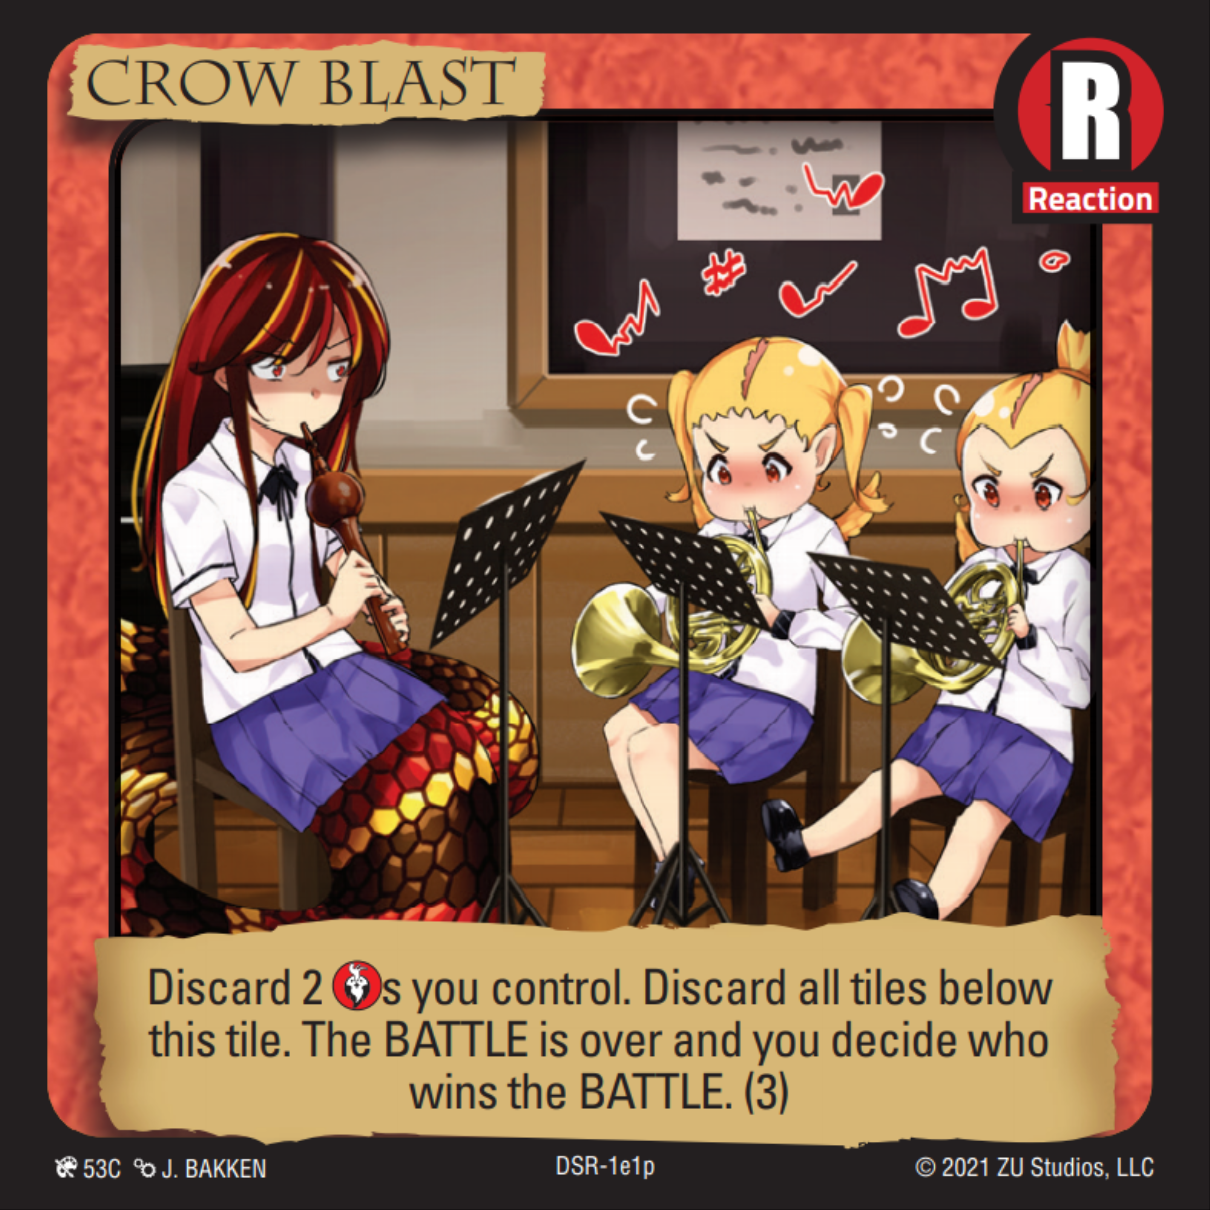 CROW BLAST
R
Reaction
Discard 2 s you control. Discard all tiles below
this tile. The BATTLE is over and you decide who
wins the BATTLE. (3)
53C J. BAKKEN
DSR-1e1p
© 2021 ZU Studios, LLC